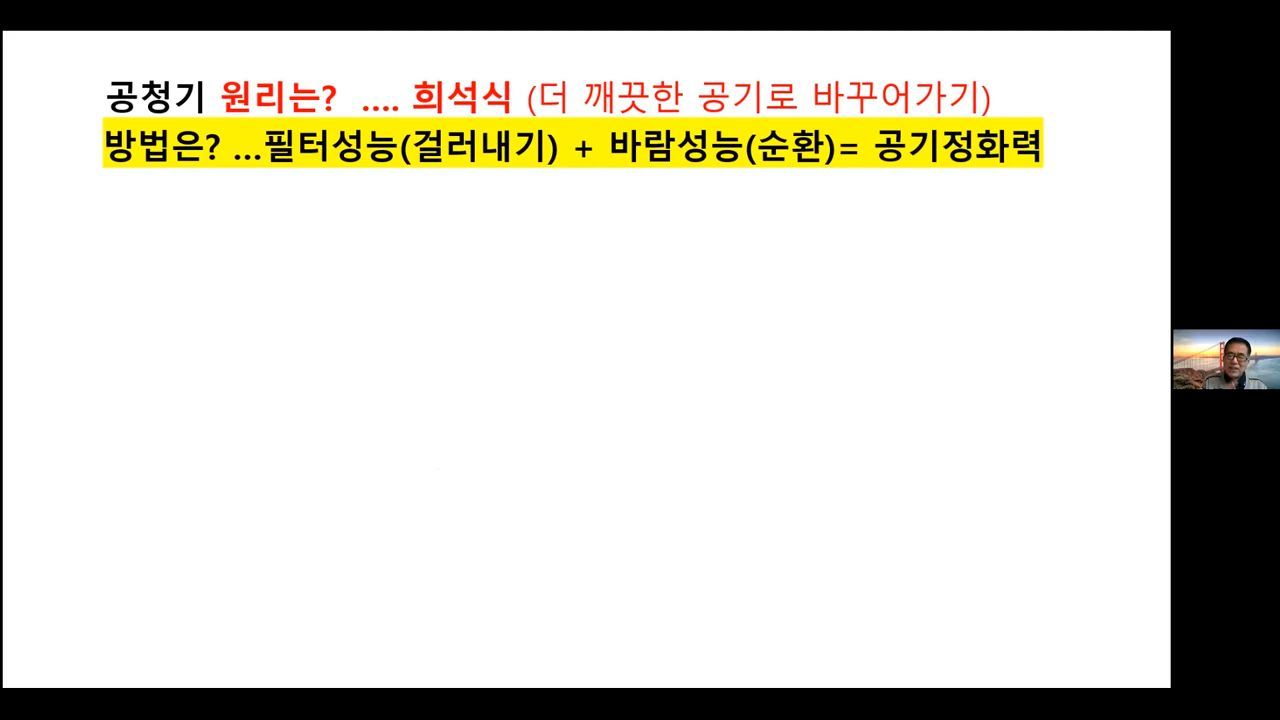 공청기 원리는? .... 희석식 (더 깨끗한 공기로 바꾸어가기)
방법은? ...필터성능(걸러내기) + 바람성능(순환)= 공기정화력